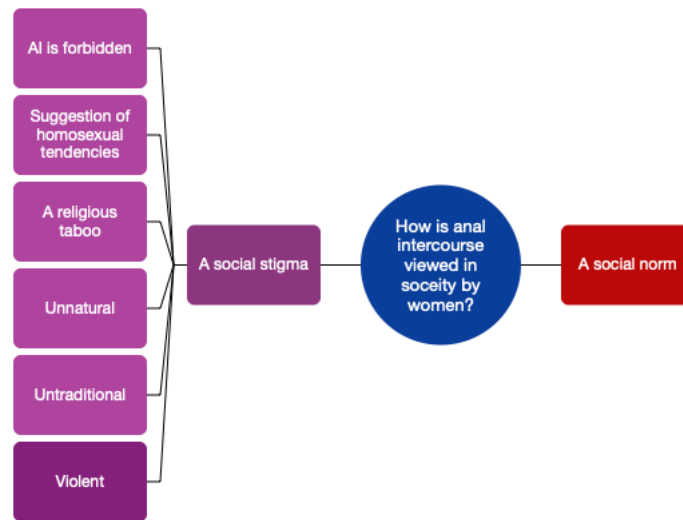 AI is forbidden
Suggestion of
homosexual
tendencies
A religious
taboo
Unnatural
Untraditional
Violent
A social stigma
How is anal
intercourse
viewed in
soceity by
women?
A social norm